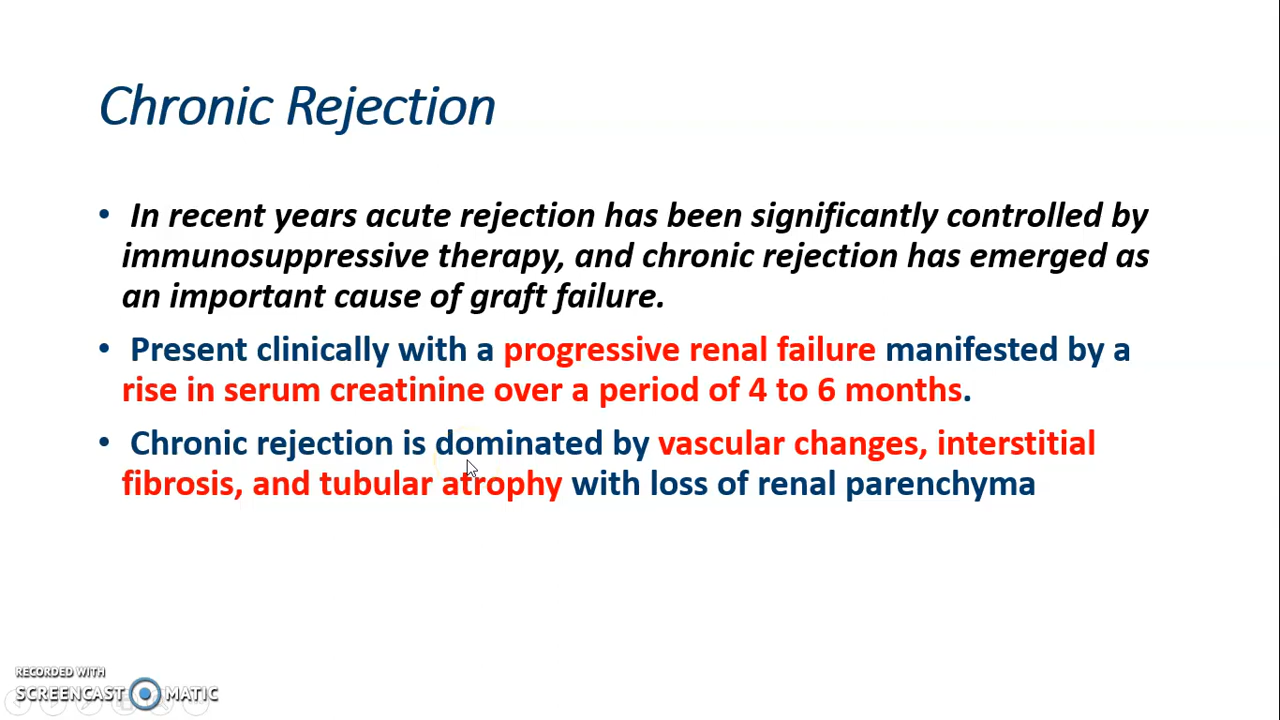 Chronic Rejection
• In recent years acute rejection has been significantly controlled by
immunosuppressive therapy, and chronic rejection has emerged as
an important cause of graft failure.
• Present clinically with a progressive renal failure manifested by a
rise in serum creatinine over a period of 4 to 6 months.
• Chronic rejection is dominated by vascular changes, interstitial
fibrosis, and tubular atrophy with loss of renal parenchyma
RECORDED WITH
SCREENCAST MATIC